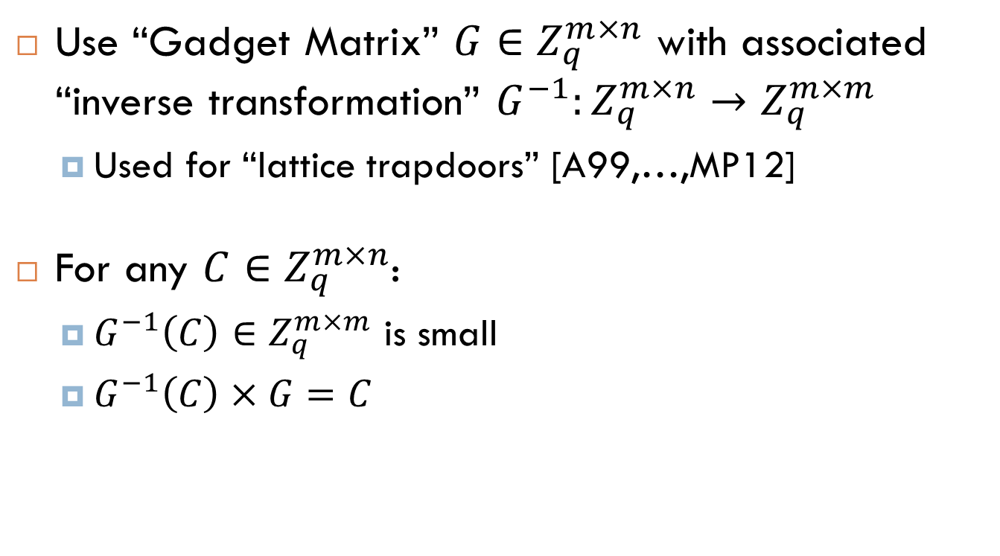 Use “Gadget Matrix” $G \in Z_q^{m \times n}$ with associated
“inverse transformation” $G^{-1}: Z_q^{m \times n} \rightarrow Z_q^{m \times m}$
Used for “lattice trapdoors” [A99,…,MP12]
For any $C \in Z_q^{m \times n}$:
$G^{-1}(C) \in Z_q^{m \times m}$ is small
$G^{-1}(C) \times G = C$